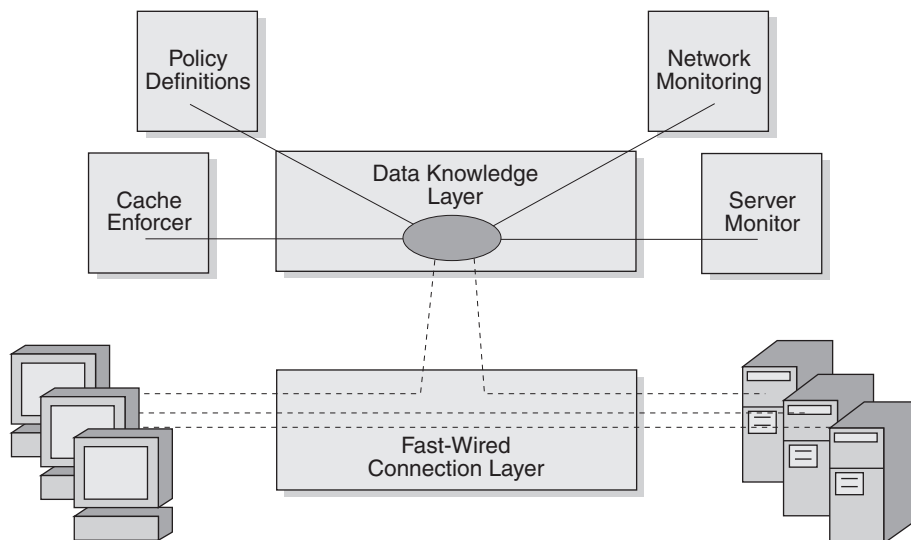 Policy
Definitions
Network
Monitoring
Data Knowledge
Layer
Cache
Enforcer
Server
Monitor
Fast-Wired
Connection Layer